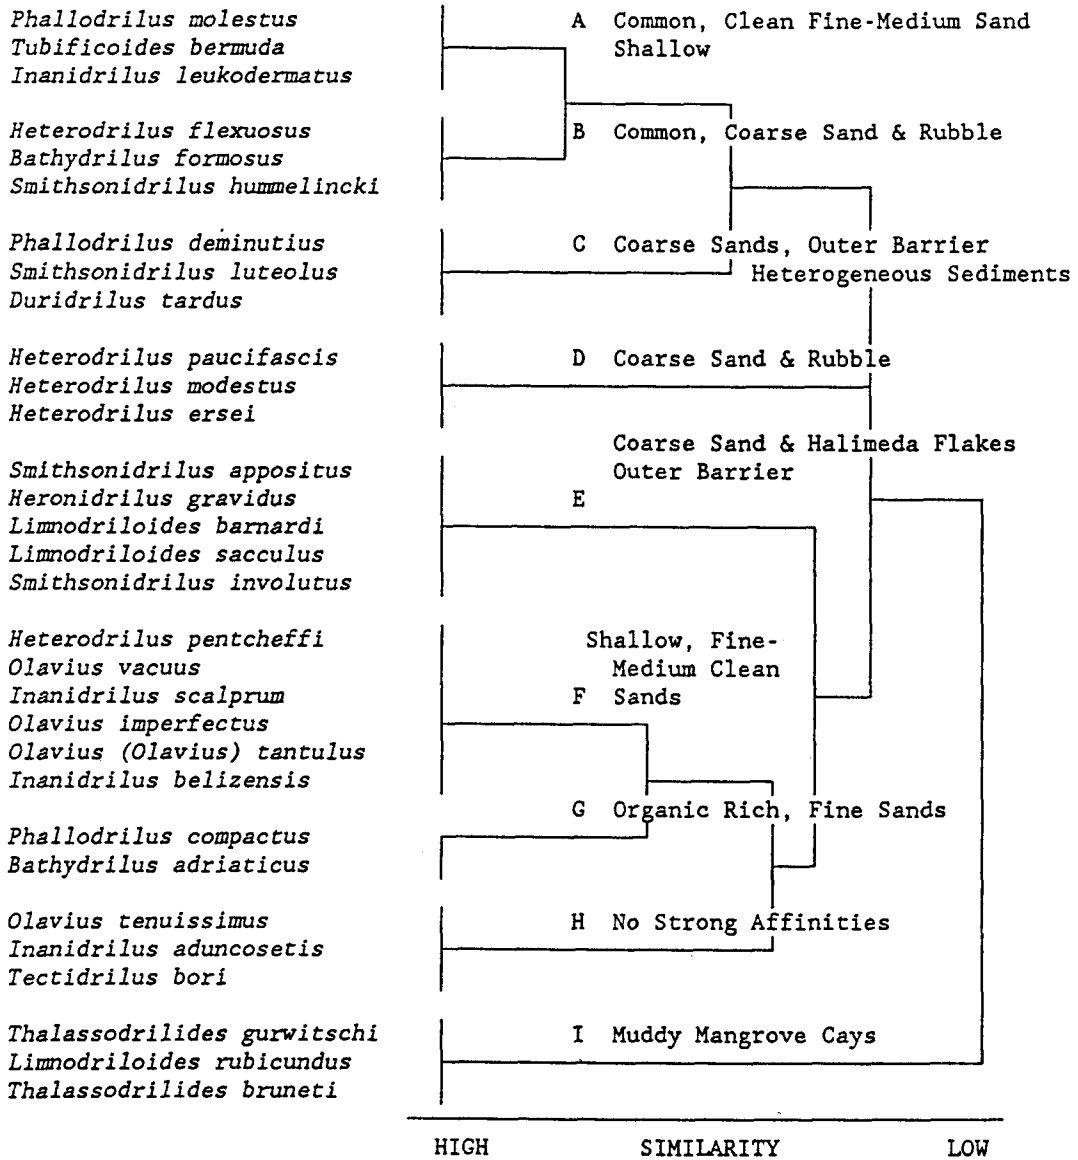 Phallodrilus molestus
A Common, Clean Fine-Medium Sand
Tubificoides bermuda
Shallow
Inanidrilus leukodermatus
Heterodrilus flexuosus
B Common, Coarse Sand & Rubble
Bathydrilus formosus
Smithsonidrilus hummelincki
Phallodrilus deminutius
C Coarse Sands, Outer Barrier
Smithsonidrilus luteolus
Heterogeneous Sediments
Duridrilus tardus
Heterodrilus paucifascis
D Coarse Sand & Rubble
Heterodrilus modestus
Heterodrilus ersei
Coarse Sand & Halimeda Flakes
Outer Barrier
Smithsonidrilus appositus
Heronidrilus gravidus
E
Limnodriloides barnardi
Limnodriloides sacculus
Smithsonidrilus involutus
Heterodrilus pentcheffi
Shallow, Fine-
Olavius vacuus
Medium Clean
Inanidrilus scalprum
F Sands
Olavius imperfectus
Olavius (Olavius) tantulus
Inanidrilus belizensis
G Organic Rich, Fine Sands
Phallodrilus compactus
Bathydrilus adriaticus
Olavius tenuissimus
H No Strong Affinities
Inanidrilus aduncosetis
Tectidrilus bori
Thalassodrilides gurwitschi
I Muddy Mangrove Cays
Limnodriloides rubicundus
Thalassodrilides bruneti
HIGH SIMILARITY LOW